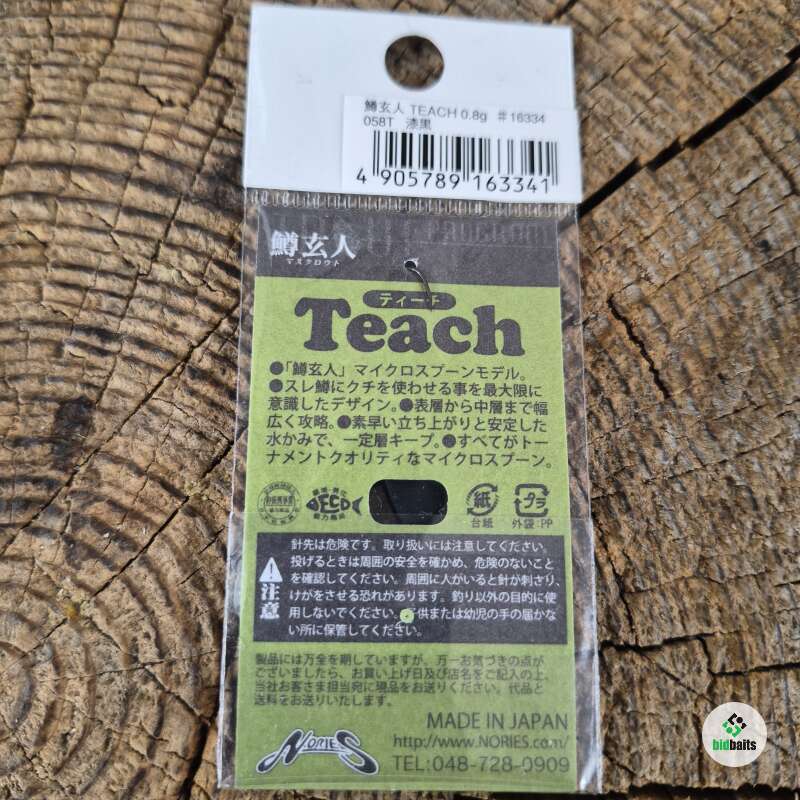 鱒玄人 TEACH 0.8g #16334
058T 漆黒
4 905789 163341
鱒玄人
マスクロウト
ティーチ
Teach
●「鱒玄人」マイクロスプーンモデル。
●スレ鱒にクチを使わせる事を最大限に
意識したデザイン。●表層から中層まで幅
広く攻略。●素早い立ち上がりと安定した
水かみで、一定層キープ。●すべてがトー
ナメントクオリティなマイクロスプーン。
紙 プラ
台紙 外袋:PP
注意
針先は危険です。取り扱いには注意してください。
投げるときは周囲の安全を確かめ、危険のないこと
を確認してください。周囲に人がいると針が刺さり、
けがをさせる恐れがあります。釣り以外の目的に使
用しないでください。子供または幼児の手の届かな
い所に保管してください。
製品には万全を期していますが、万一お気づきの点が
ございましたら、お買い上げ日及び店名をご記入の上、
当社お客さま担当宛に現品をお送りください。代品と
送料をお送りいたします。
MADE IN JAPAN
NORIES http://www.NORIES.com/
TEL:048-728-0909
bidbaits